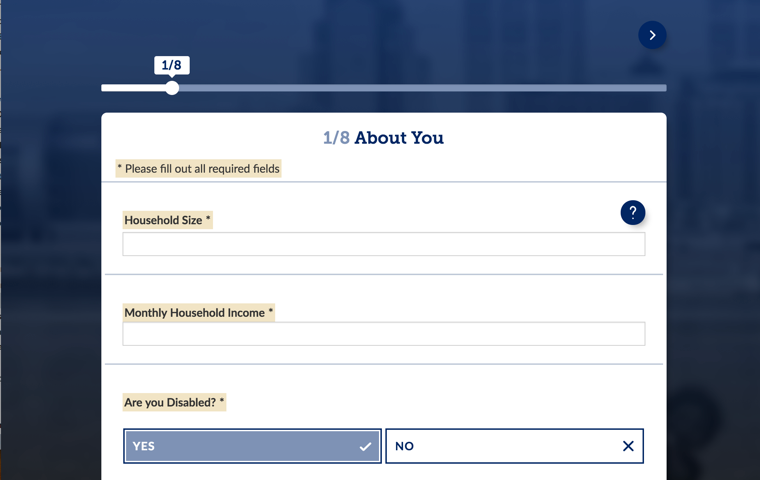 1/8
1/8 About You
* Please fill out all required fields
Household Size *
?
Monthly Household Income *
Are you Disabled? *
YES
NO